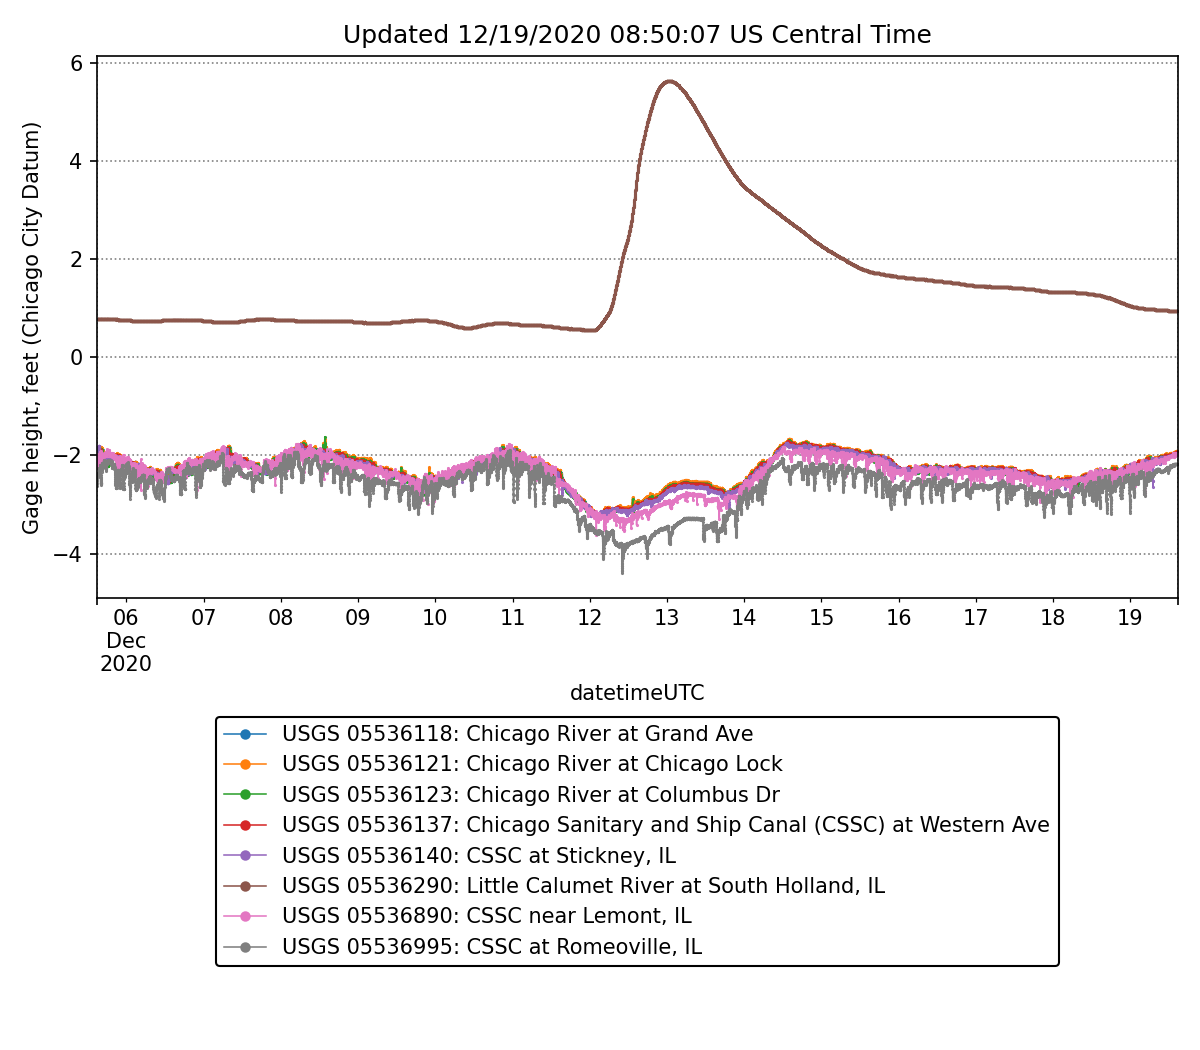 Updated 12/19/2020 08:50:07 US Central Time
Gage height, feet (Chicago City Datum)
6
4
2
0
−2
−4
06 07 08 09 10 11 12 13 14 15 16 17 18 19
Dec
2020
datetimeUTC
USGS 05536118: Chicago River at Grand Ave
USGS 05536121: Chicago River at Chicago Lock
USGS 05536123: Chicago River at Columbus Dr
USGS 05536137: Chicago Sanitary and Ship Canal (CSSC) at Western Ave
USGS 05536140: CSSC at Stickney, IL
USGS 05536290: Little Calumet River at South Holland, IL
USGS 05536890: CSSC near Lemont, IL
USGS 05536995: CSSC at Romeoville, IL